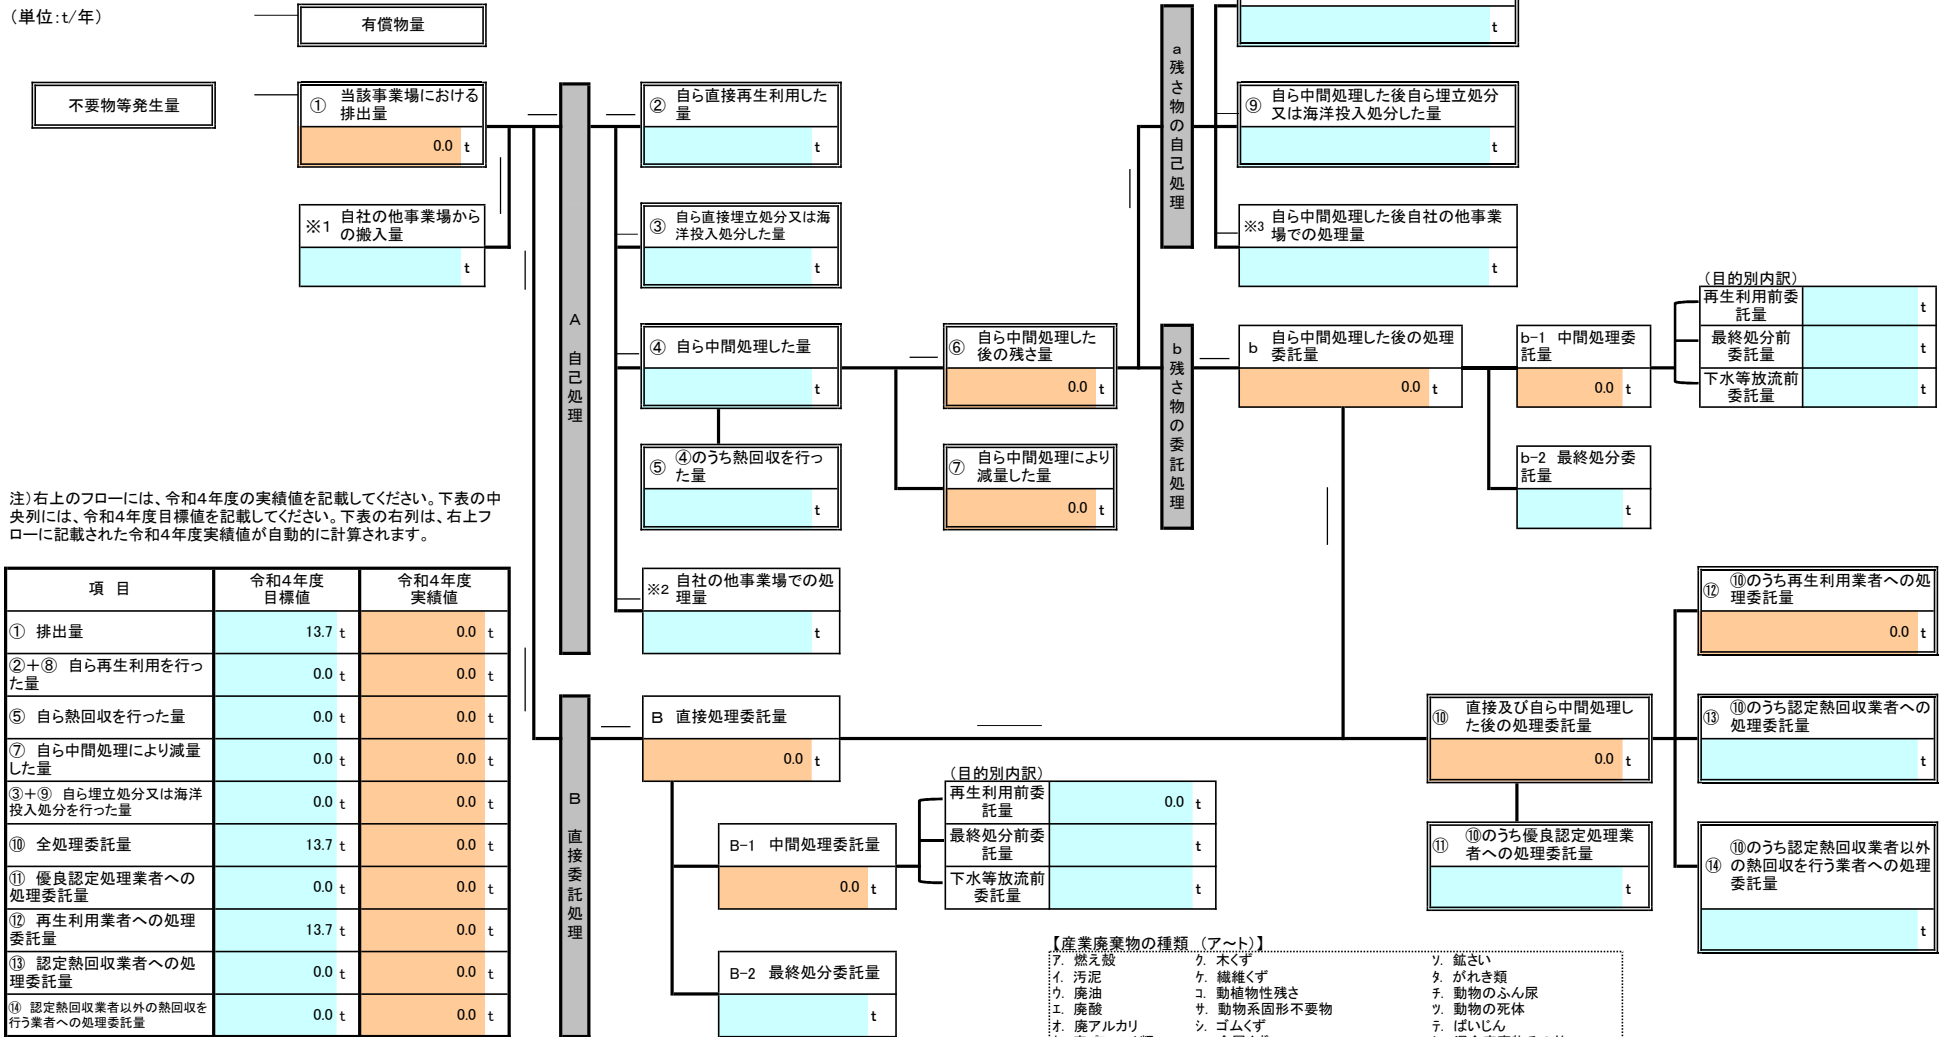 (単位:t/年)
有償物量
t
不要物等発生量
① 当該事業場における
排出量
0.0 t
※1 自社の他事業場から
の搬入量
t
A 自己処理
② 自ら直接再生利用した
量
t
③ 自ら直接埋立処分又は海
洋投入処分した量
t
④ 自ら中間処理した量
t
⑤ ④のうち熱回収を行っ
た量
t
※2 自社の他事業場での処
理量
t
⑥ 自ら中間処理した
後の残さ量
0.0 t
⑦ 自ら中間処理により
減量した量
0.0 t
a 残さ物の自己処理
⑨ 自ら中間処理した後自ら埋立処分
又は海洋投入処分した量
t
※3 自ら中間処理した後自社の他事業
場での処理量
t
b 残さ物の委託処理
b 自ら中間処理した後の処理
委託量
0.0 t
b-1 中間処理委
託量
0.0 t
(目的別内訳)
再生利用前委
託量
t
最終処分前
委託量
t
下水等放流前
委託量
t
b-2 最終処分委
託量
t
注)右上のフローには、令和4年度の実績値を記載してください。下表の中
央列には、令和4年度目標値を記載してください。下表の右列は、右上フ
ローに記載された令和4年度実績値が自動的に計算されます。
項 目 令和4年度 目標値 令和4年度 実績値
① 排出量 13.7 t 0.0 t
②+⑧ 自ら再生利用を行っ
た量 0.0 t 0.0 t
⑤ 自ら熱回収を行った量 0.0 t 0.0 t
⑦ 自ら中間処理により減量
した量 0.0 t 0.0 t
③+⑨ 自ら埋立処分又は海洋
投入処分を行った量 0.0 t 0.0 t
⑩ 全処理委託量 13.7 t 0.0 t
⑪ 優良認定処理業者への
処理委託量 0.0 t 0.0 t
⑫ 再生利用業者への処理
委託量 13.7 t 0.0 t
⑬ 認定熱回収業者への処
理委託量 0.0 t 0.0 t
⑭ 認定熱回収業者以外の熱回収を
行う業者への処理委託量 0.0 t 0.0 t
B 直接委託処理
B 直接処理委託量
0.0 t
B-1 中間処理委託量
0.0 t
(目的別内訳)
再生利用前委
託量
0.0 t
最終処分前委
託量
t
下水等放流前
委託量
t
B-2 最終処分委託量
t
⑩ 直接及び自ら中間処理し
た後の処理委託量
0.0 t
⑪ ⑩のうち優良認定処理業
者への処理委託量
t
⑫ ⑩のうち再生利用業者への処
理委託量
0.0 t
⑬ ⑩のうち認定熱回収業者への
処理委託量
t
⑭ ⑩のうち認定熱回収業者以外
の熱回収を行う業者への処理
委託量
t
【産業廃棄物の種類 (ア~ト)】
ア. 燃え殻 ク. 木くず ソ. 鉱さい
イ. 汚泥 ケ. 繊維くず タ. がれき類
ウ. 廃油 コ. 動植物性残さ チ. 動物のふん尿
エ. 廃酸 サ. 動物系固形不要物 ツ. 動物の死体
オ. 廃アルカリ シ. ゴムくず テ. ばいじん